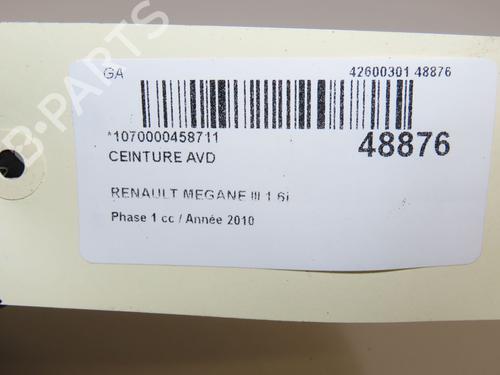 GA 42600301 48876
*1070000458711 48876
CEINTURE AVD
RENAULT MEGANE III 1.6i
Phase 1 cc / Année 2010
B-PARTS